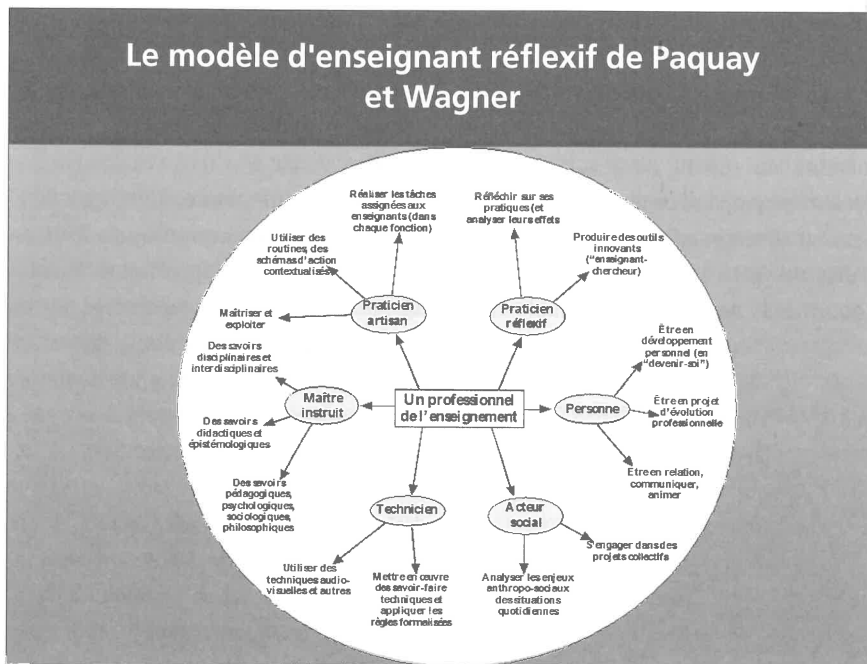 Le modèle d'enseignant réflexif de Paquay
et Wagner
Réaliser les tâches
assignées aux
enseignants (dans
chaque fonction)
Réfléchir sur ses
pratiques (et
analyser leurs effets
Utiliser des
routines, des
schémas d'action
contextualisés
Produire des outils
innovants
("enseignant-
chercheur)
Praticien
artisan
Praticien
réflexif
Maîtriser et
exploiter
Être en
développement
personnel (en
"devenir-soi")
Des savoirs
disciplinaires et
interdisciplinaires
Maître
instruit
Un professionnel
de l'enseignement
Personne
Être en projet
d'évolution
professionnelle
Des savoirs
didactiques et
épistémologiques
Etre en relation,
communiquer,
animer
Des savoirs
pédagogiques,
psychologiques,
sociologiques,
philosophiques
Technicien
Acteur
social
S'engager dans des
projets collectifs
Utiliser des
techniques audio-
visuelles et autres
Mettre en œuvre
des savoir-faire
techniques et
appliquer les
règles formalisées
Analyser les enjeux
anthropo-sociaux
des situations
quotidiennes